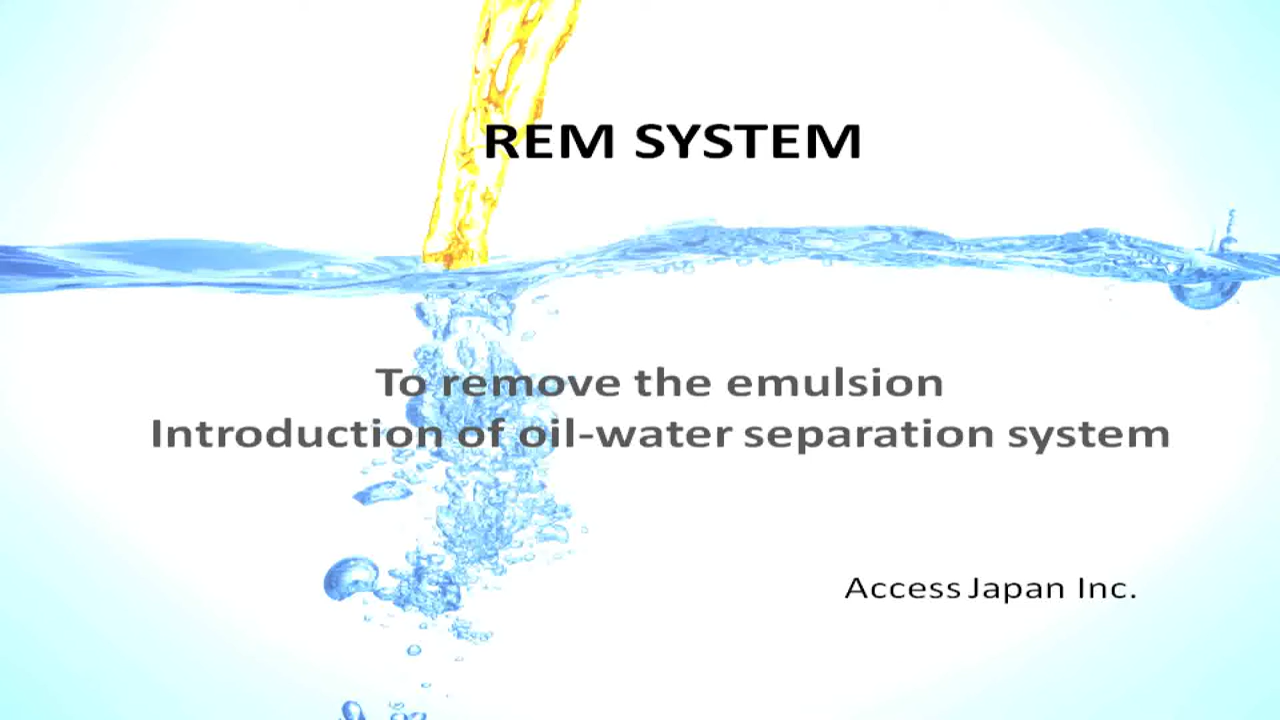 REM SYSTEM
To remove the emulsion
Introduction of oil-water separation system
Access Japan Inc.